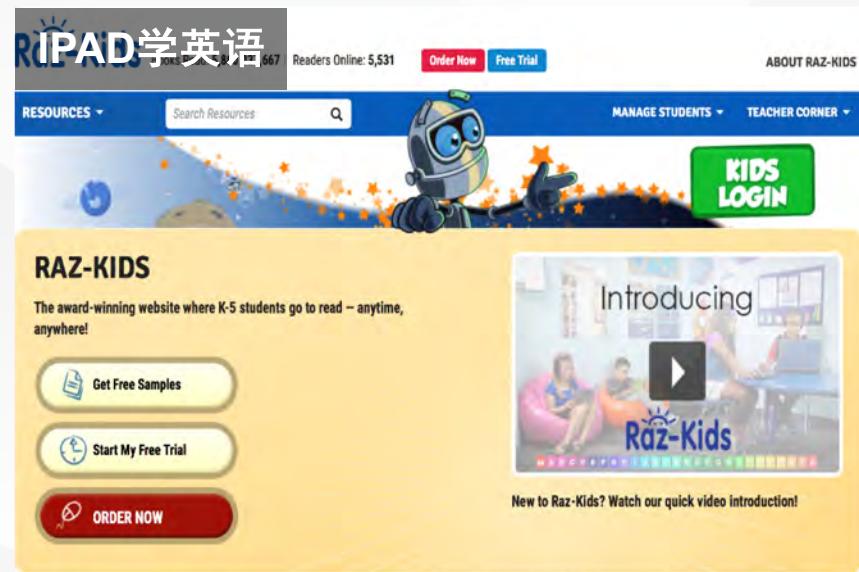 IPAD学英语
Readers Online: 5,531
Order Now
Free Trial
ABOUT RAZ-KIDS
RESOURCES
Search Resources
MANAGE STUDENTS
TEACHER CORNER
KIDS
LOGIN
RAZ-KIDS
The award-winning website where K-5 students go to read – anytime,
anywhere!
Get Free Samples
Start My Free Trial
ORDER NOW
Introducing
Raz-Kids
New to Raz-Kids? Watch our quick video introduction!